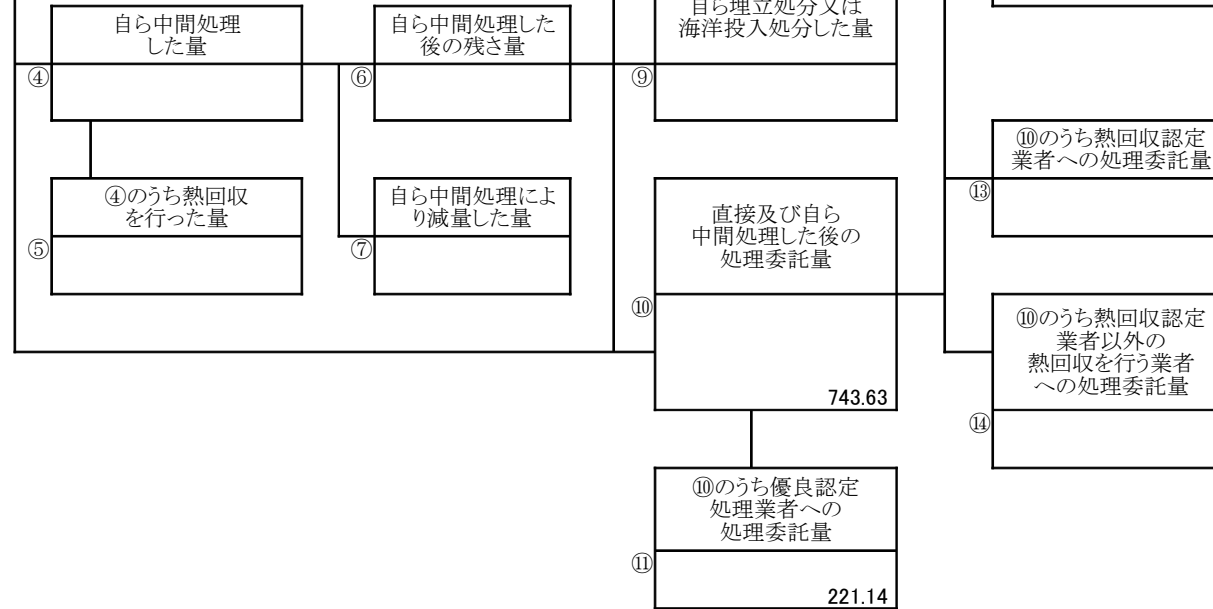 自ら中間処理
した量
④
自ら中間処理した
後の残さ量
⑥
自ら埋立処分又は
海洋投入処分した量
⑨
⑩のうち熱回収認定
業者への処理委託量
⑬
④のうち熱回収
を行った量
⑤
自ら中間処理によ
り減量した量
⑦
直接及び自ら
中間処理した後の
処理委託量
⑩
743.63
⑩のうち熱回収認定
業者以外の
熱回収を行う業者
への処理委託量
⑭
⑩のうち優良認定
処理業者への
処理委託量
⑪
221.14